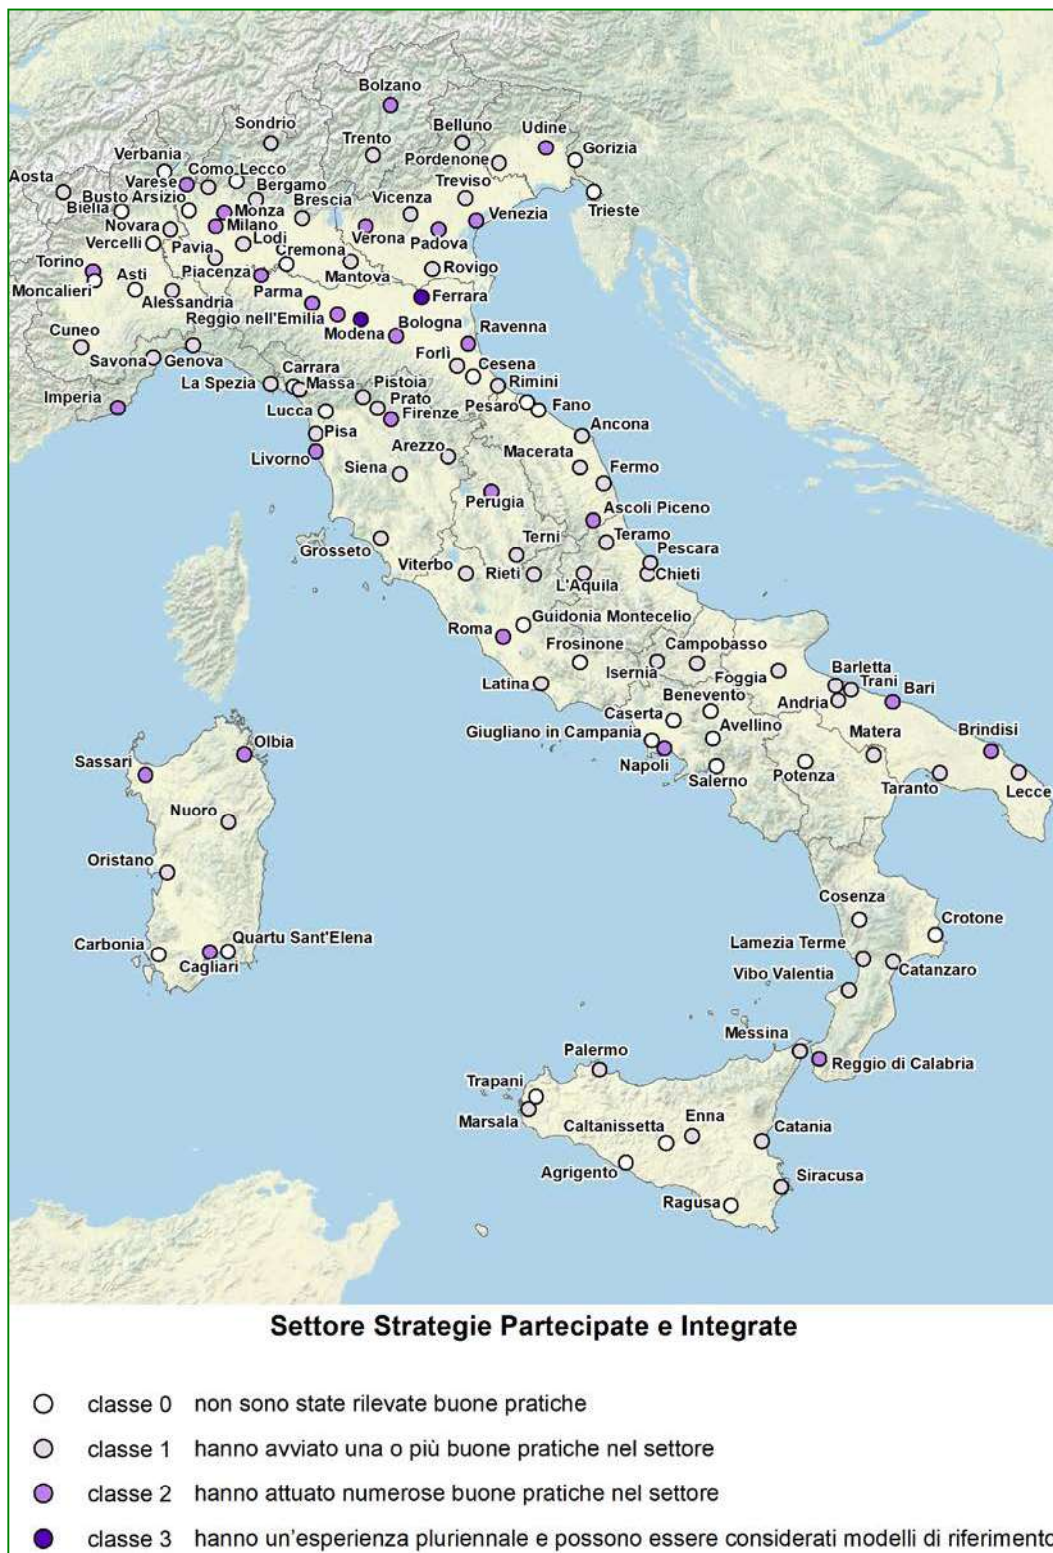 Bolzano
Sondrio
Trento
Belluno
Udine
Verbania
Pordenone
Gorizia
Aosta
Varese
Como
Lecco
Treviso
Busto Arsizio
Bergamo
Vicenza
Biella
Monza
Brescia
Venezia
Trieste
Novara
Milano
Verona
Padova
Vercelli
Pavia
Lodi
Cremona
Torino
Asti
Piacenza
Mantova
Rovigo
Moncalieri
Alessandria
Parma
Ferrara
Reggio nell'Emilia
Cuneo
Modena
Bologna
Ravenna
Savona
Genova
Forlì
Cesena
La Spezia
Carrara
Massa
Pistoia
Rimini
Imperia
Prato
Pesaro
Fano
Lucca
Firenze
Pisa
Ancona
Livorno
Arezzo
Macerata
Siena
Fermo
Perugia
Ascoli Piceno
Grosseto
Terni
Teramo
Viterbo
Rieti
Pescara
L'Aquila
Chieti
Guidonia Montecelio
Roma
Frosinone
Campobasso
Isernia
Latina
Foggia
Barletta
Trani
Benevento
Andria
Bari
Caserta
Avellino
Giugliano in Campania
Brindisi
Matera
Olbia
Sassari
Napoli
Salerno
Potenza
Taranto
Lecce
Nuoro
Oristano
Cosenza
Crotone
Carbonia
Quartu Sant'Elena
Cagliari
Lamezia Terme
Catanzaro
Vibo Valentia
Messina
Palermo
Reggio di Calabria
Trapani
Marsala
Caltanissetta
Enna
Catania
Agrigento
Siracusa
Ragusa
Settore Strategie Partecipate e Integrate
classe 0 non sono state rilevate buone pratiche
classe 1 hanno avviato una o più buone pratiche nel settore
classe 2 hanno attuato numerose buone pratiche nel settore
classe 3 hanno un'esperienza pluriennale e possono essere considerati modelli di riferimento